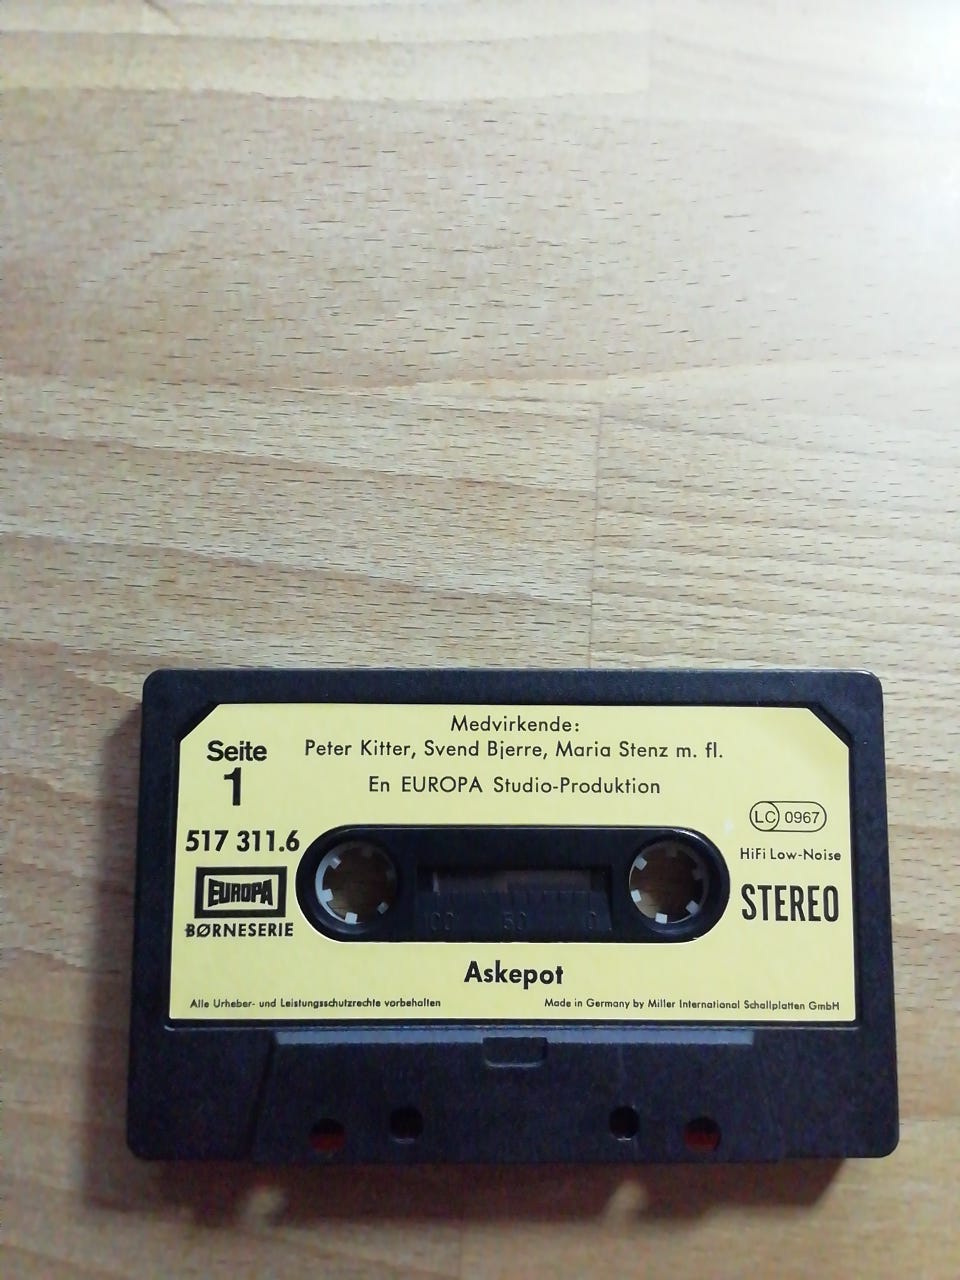 Medvirkende:
Peter Kitter, Svend Bjerre, Maria Stenz m. fl.
En EUROPA Studio-Produktion
Seite
1
517 311.6
EUROPA
BØRNESERIE
LC 0967
HiFi Low-Noise
STEREO
100 50 0
Askepot
Alle Urheber- und Leistungsschutzrechte vorbehalten
Made in Germany by Miller International Schallplatten GmbH